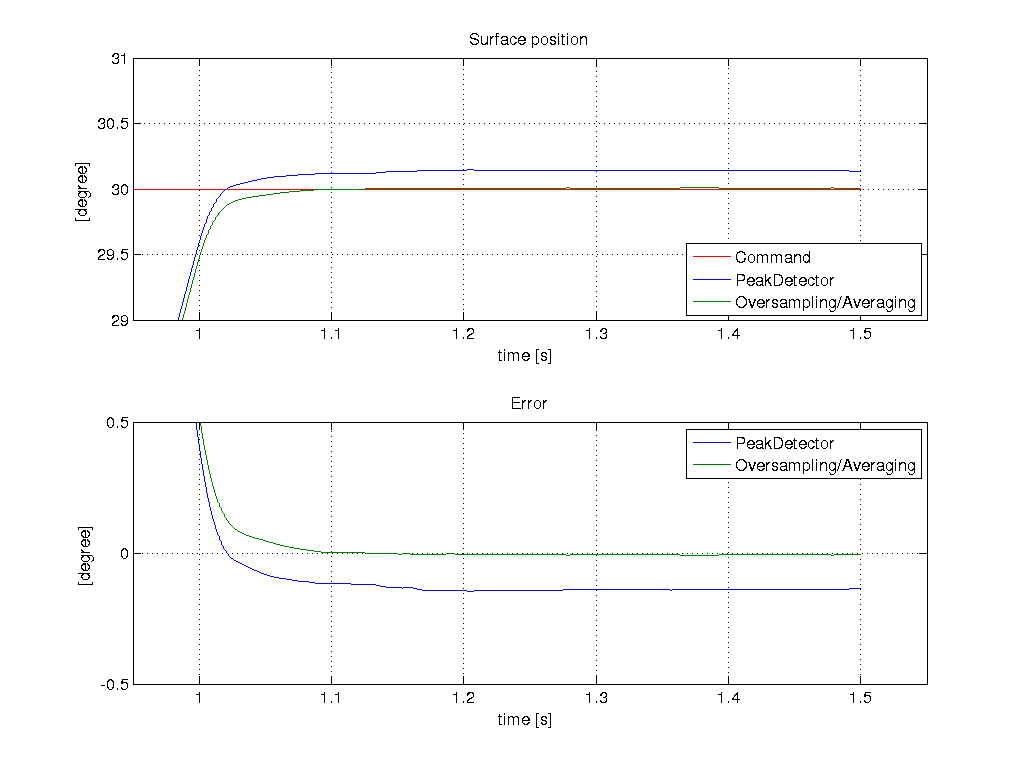 Surface position
31
30.5
30
29.5
29
[degree]
Command
PeakDetector
Oversampling/Averaging
1 1.1 1.2 1.3 1.4 1.5
time [s]
Error
0.5
0
-0.5
[degree]
PeakDetector
Oversampling/Averaging
1 1.1 1.2 1.3 1.4 1.5
time [s]